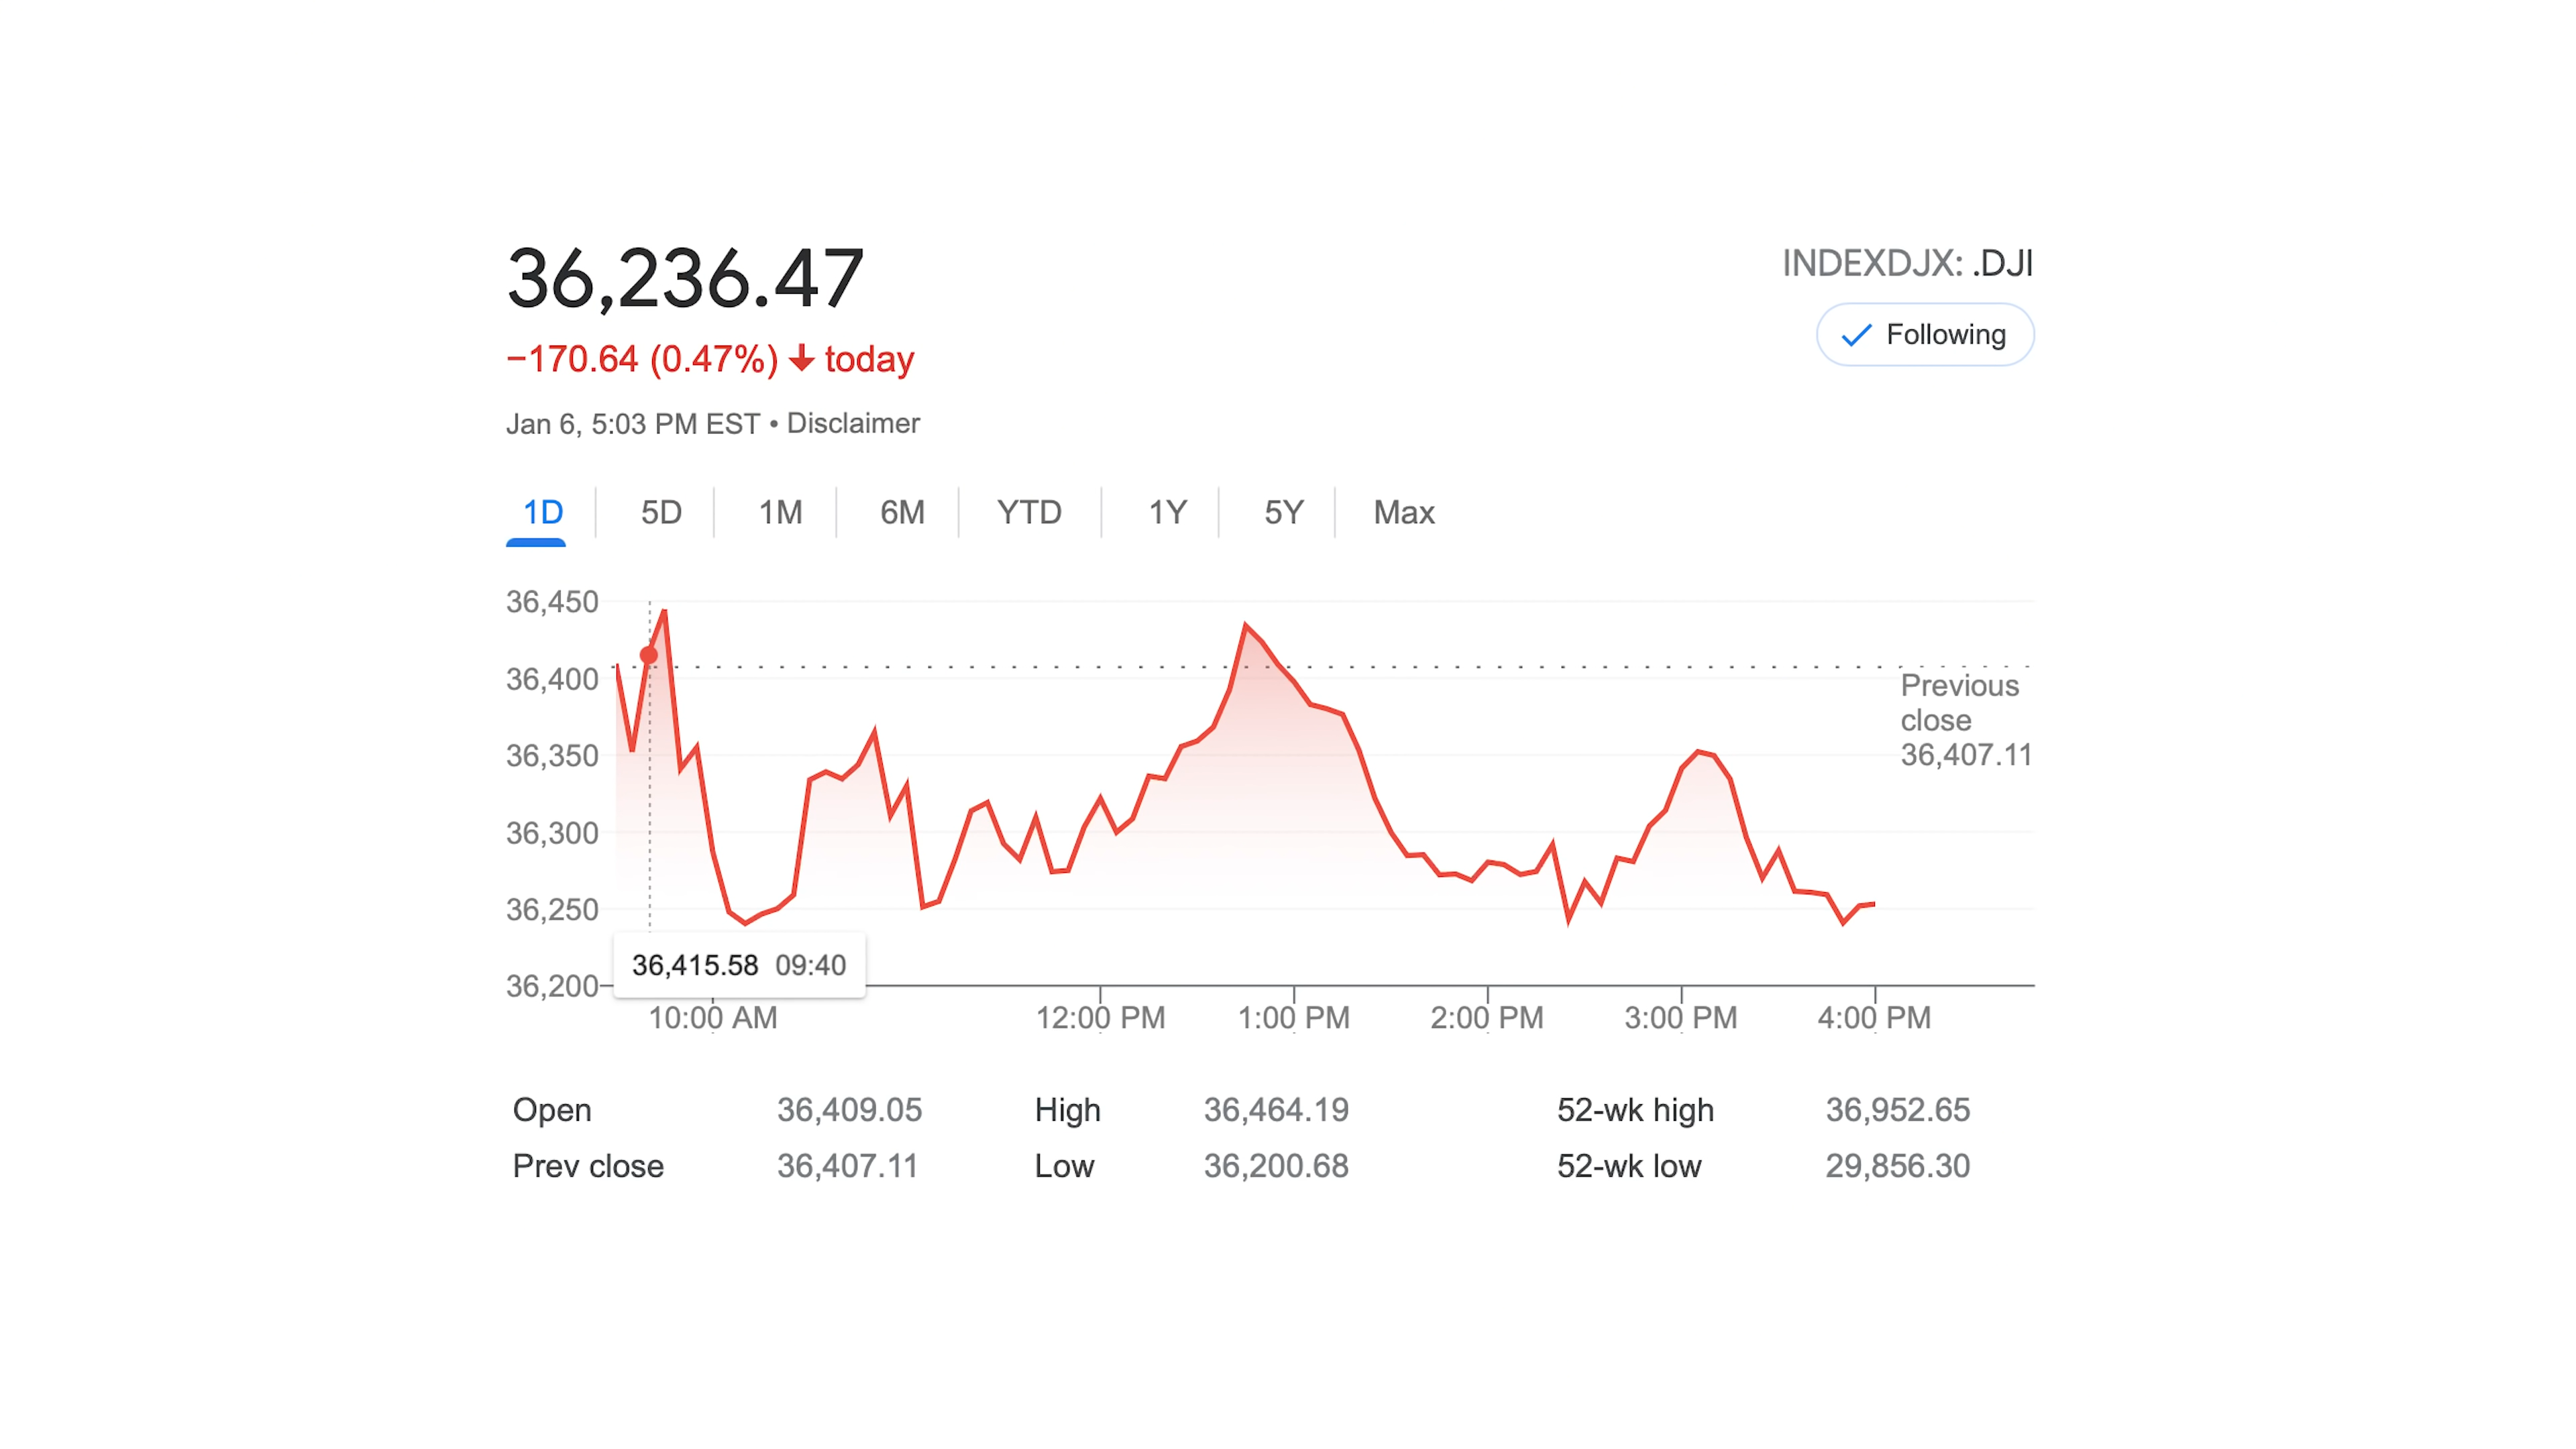 36,236.47
INDEXDJX: .DJI
−170.64 (0.47%) ↓ today
Following
Jan 6, 5:03 PM EST • Disclaimer
1D 5D 1M 6M YTD 1Y 5Y Max
36,450
36,400
36,350
36,300
36,250
36,200
Previous
close
36,407.11
36,415.58 09:40
10:00 AM 12:00 PM 1:00 PM 2:00 PM 3:00 PM 4:00 PM
Open 36,409.05 High 36,464.19 52-wk high 36,952.65
Prev close 36,407.11 Low 36,200.68 52-wk low 29,856.30